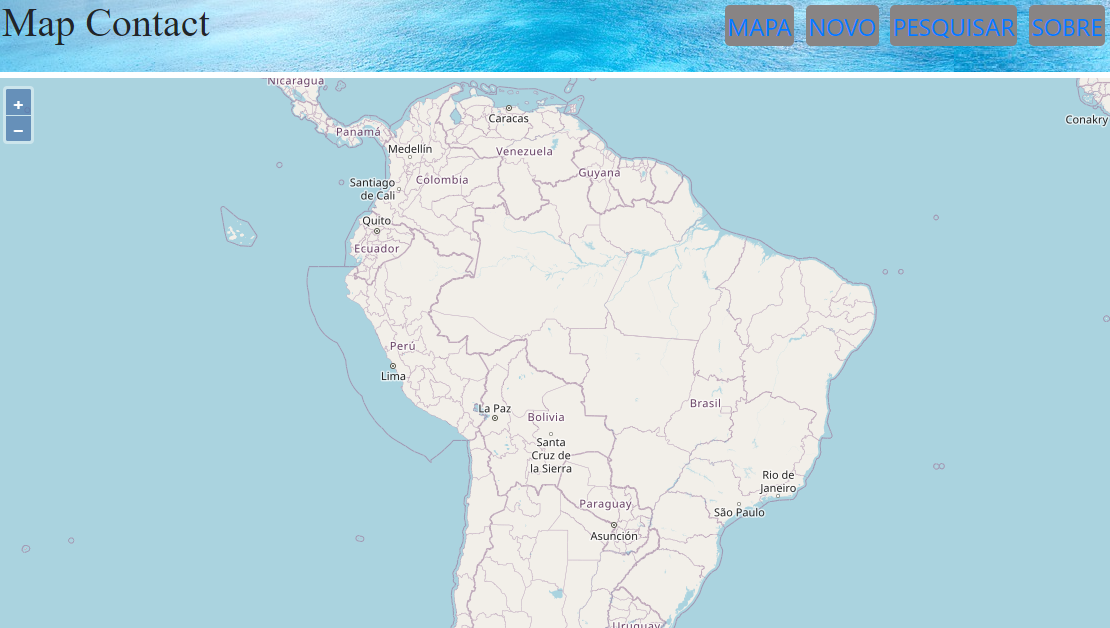 Map Contact
MAPA NOVO PESQUISAR SOBRE
+
−
Nicaragua
Panamá
Caracas
Conakry
Medellín
Venezuela
Guyana
Colombia
Santiago
de Cali
Quito
Ecuador
Perú
Lima
La Paz
Bolivia
Brasil
Santa
Cruz de
la Sierra
Rio de
Janeiro
Paraguay
São Paulo
Asunción
Uruguay